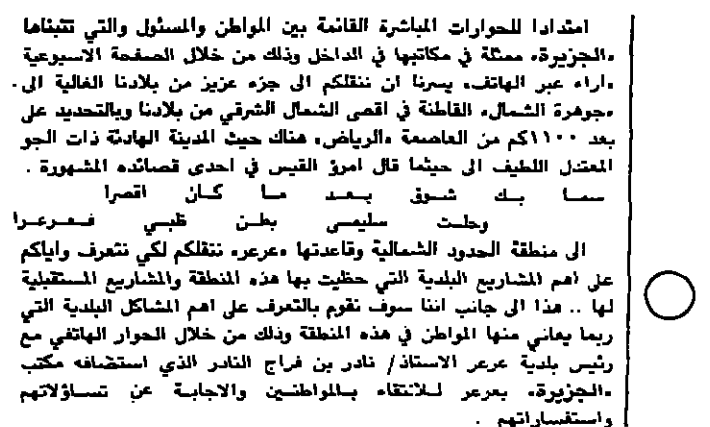 امتدادا للحوارات المباشرة القائمة بين المواطن والمسئول والتي تتبناها
«الجزيرة» ممثلة في مكاتبها في الداخل وذلك من خلال الصفحة الاسبوعية
«اراء عبر الهاتف» يسرنا ان ننقلكم الى جزء عزيز من بلادنا الغالية الى.
«جوهرة الشمال» القاطنة في اقصى الشمال الشرقي من بلادنا وبالتحديد على
بعد ١١٠٠كم من العاصمة «الرياض» هناك حيث المدينة الهادئة ذات الجو
المعتدل اللطيف الى حيثما قال امرؤ القيس في احدى قصائده المشهورة .
سما بك شوق بعد ما كان اقصرا
وحلت سليمى بطن ظبي فعرعرا
الى منطقة الحدود الشمالية وقاعدتها «عرعر» ننقلكم لكي نتعرف واياكم
على اهم المشاريع البلدية التي حظيت بها هذه المنطقة والمشاريع المستقبلية
لها .. هذا الى جانب اننا سوف نقوم بالتعرف على اهم المشاكل البلدية التي
ربما يعاني منها المواطن في هذه المنطقة وذلك من خلال الحوار الهاتفي مع
رئيس بلدية عرعر الاستاذ/ نادر بن فراج النادر الذي استضافه مكتب
«الجزيرة» بعرعر للالتقاء بالمواطنين والاجابة عن تساؤلاتهم
واستفساراتهم .